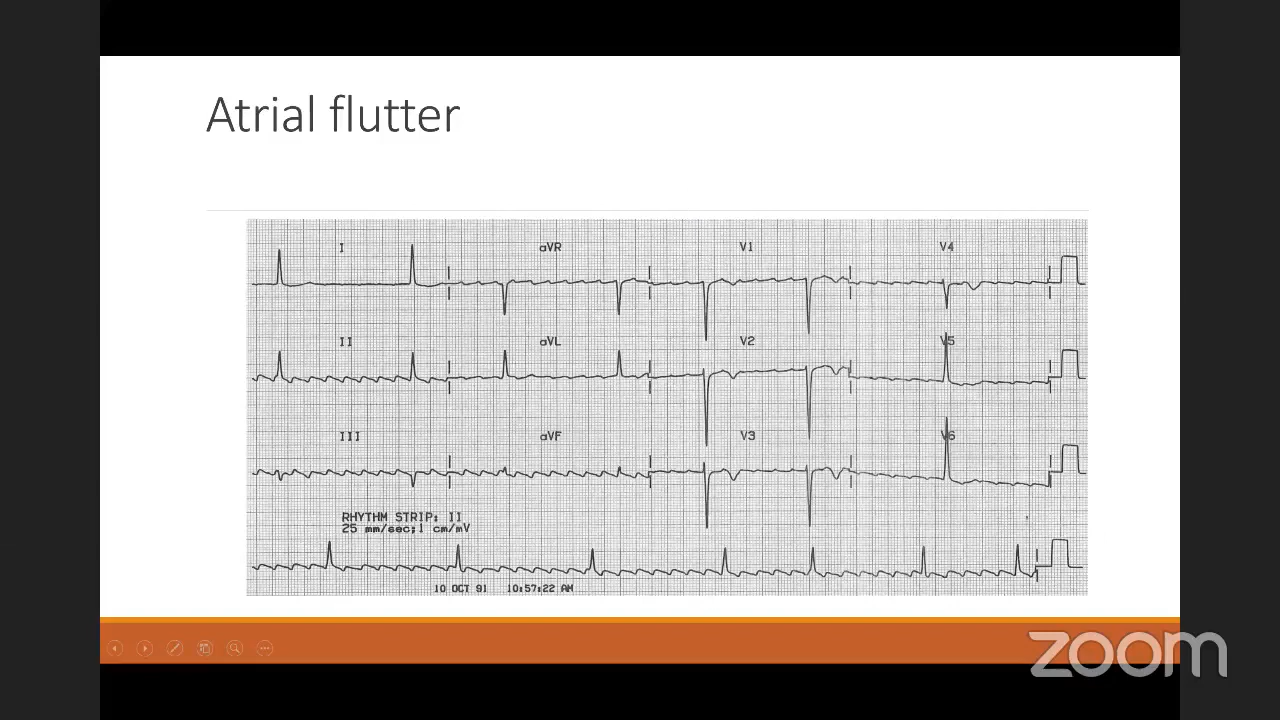 Atrial flutter
I aVR V1 V4
II aVL V2 V5
III aVF V3 V6
RHYTHM STRIP: II
25 mm/sec;1 cm/mV
10 OCT 91 10:57:22 AM
zoom